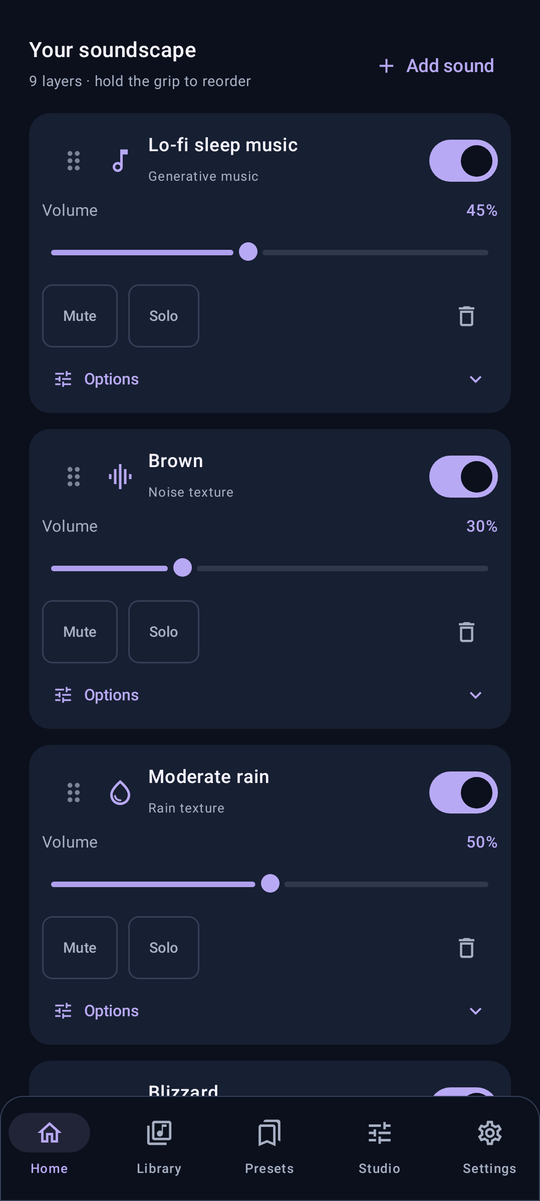 Your soundscape
9 layers · hold the grip to reorder
Add sound
Lo-fi sleep music
Generative music
Volume
45%
Mute
Solo
Options
Brown
Noise texture
Volume
30%
Mute
Solo
Options
Moderate rain
Rain texture
Volume
50%
Mute
Solo
Options
Blizzard
Home
Library
Presets
Studio
Settings